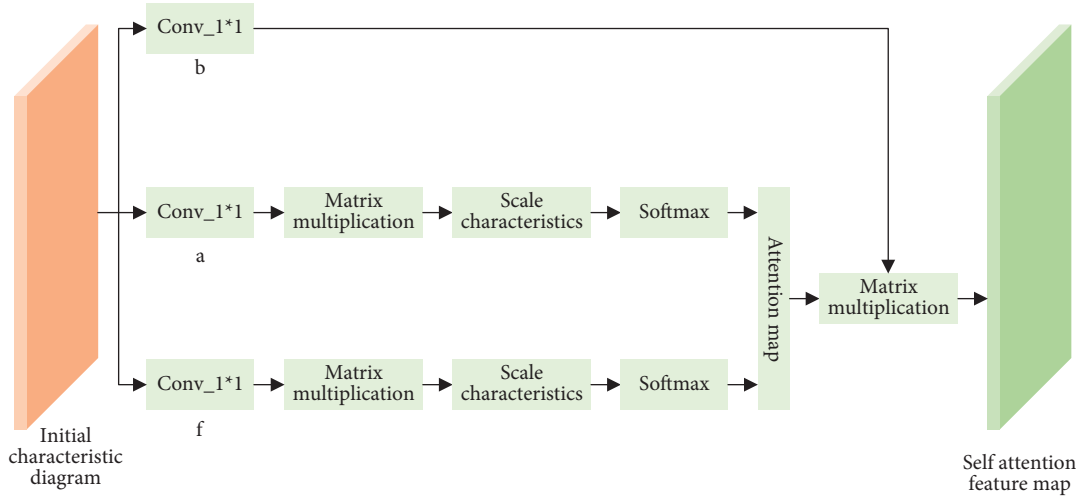 Conv_1*1
b
Conv_1*1
a
Matrix
multiplication
Scale
characteristics
Softmax
Attention map
Matrix
multiplication
Conv_1*1
f
Matrix
multiplication
Scale
characteristics
Softmax
Initial
characteristic
diagram
Self attention
feature map